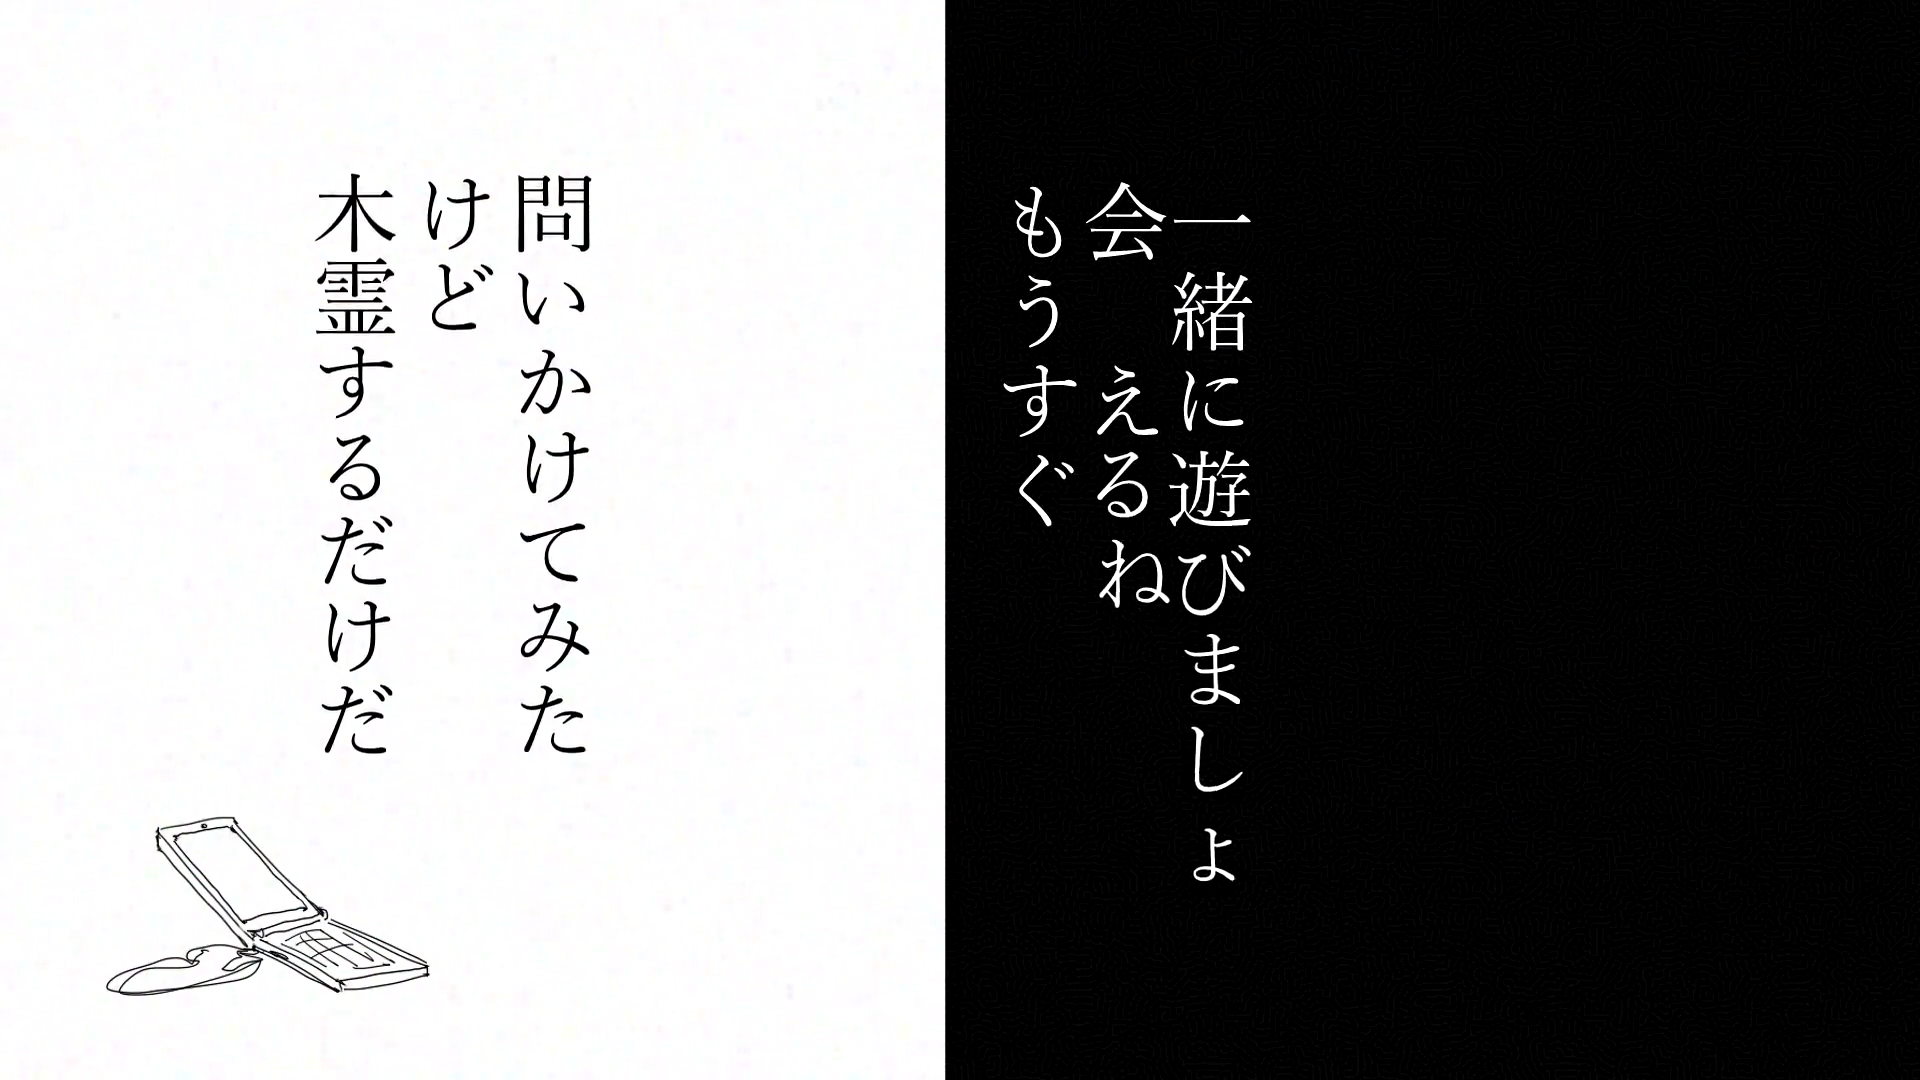 一緒に遊びましょ
会えるね
もうすぐ
問いかけてみた
けど
木霊するだけだ